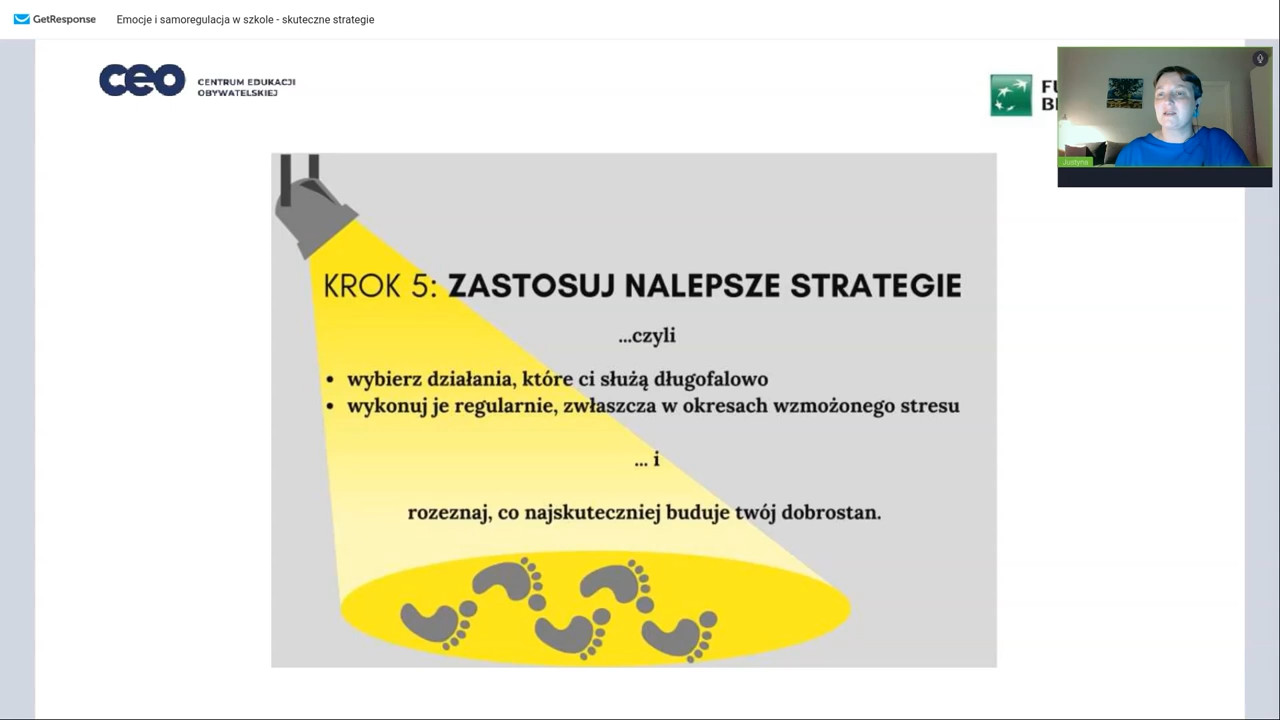 GetResponse Emocje i samoregulacja w szkole - skuteczne strategie
ceo CENTRUM EDUKACJI
OBYWATELSKIEJ
Justyna
KROK 5: ZASTOSUJ NALEPSZE STRATEGIE
...czyli
• wybierz działania, które ci służą długofalowo
• wykonuj je regularnie, zwłaszcza w okresach wzmożonego stresu
... i
rozeznaj, co najskuteczniej buduje twój dobrostan.